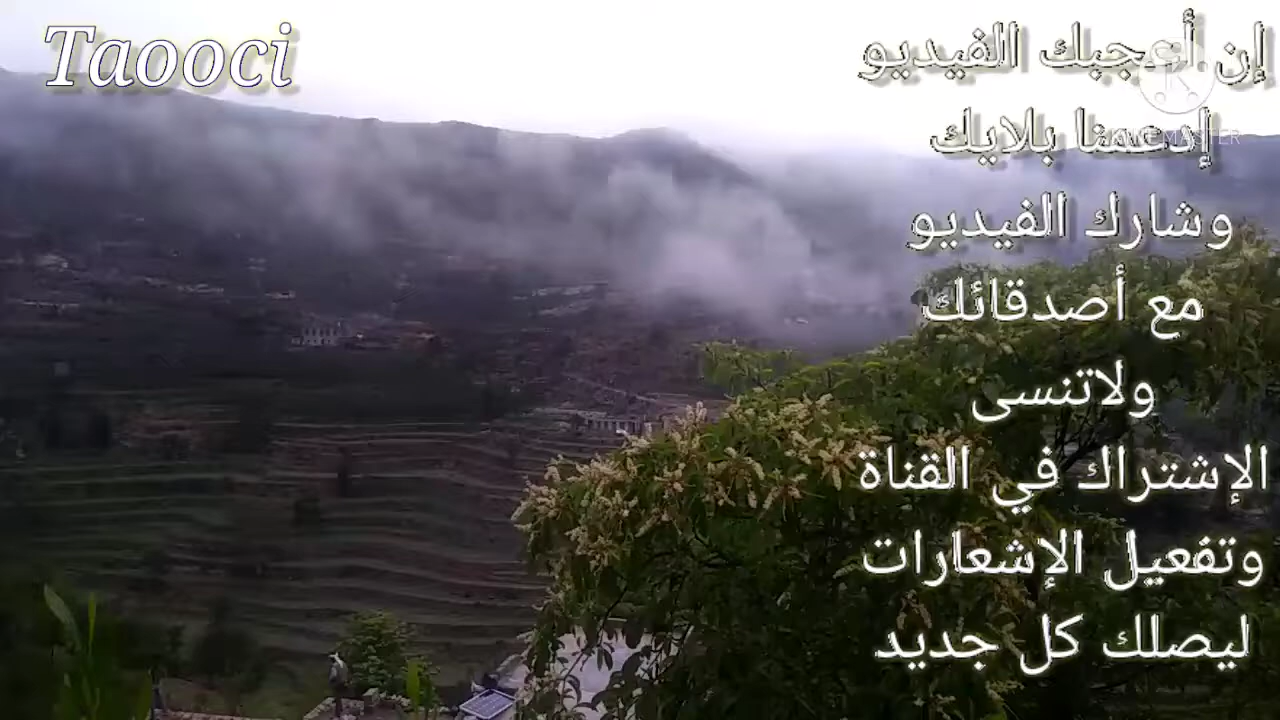 Taooci
إن أعجبك الفيديو
إدعمنا بلايك
KINEMASTER
وشارك الفيديو
مع أصدقائك
ولاتنسى
الإشتراك في القناة
وتفعيل الإشعارات
ليصلك كل جديد